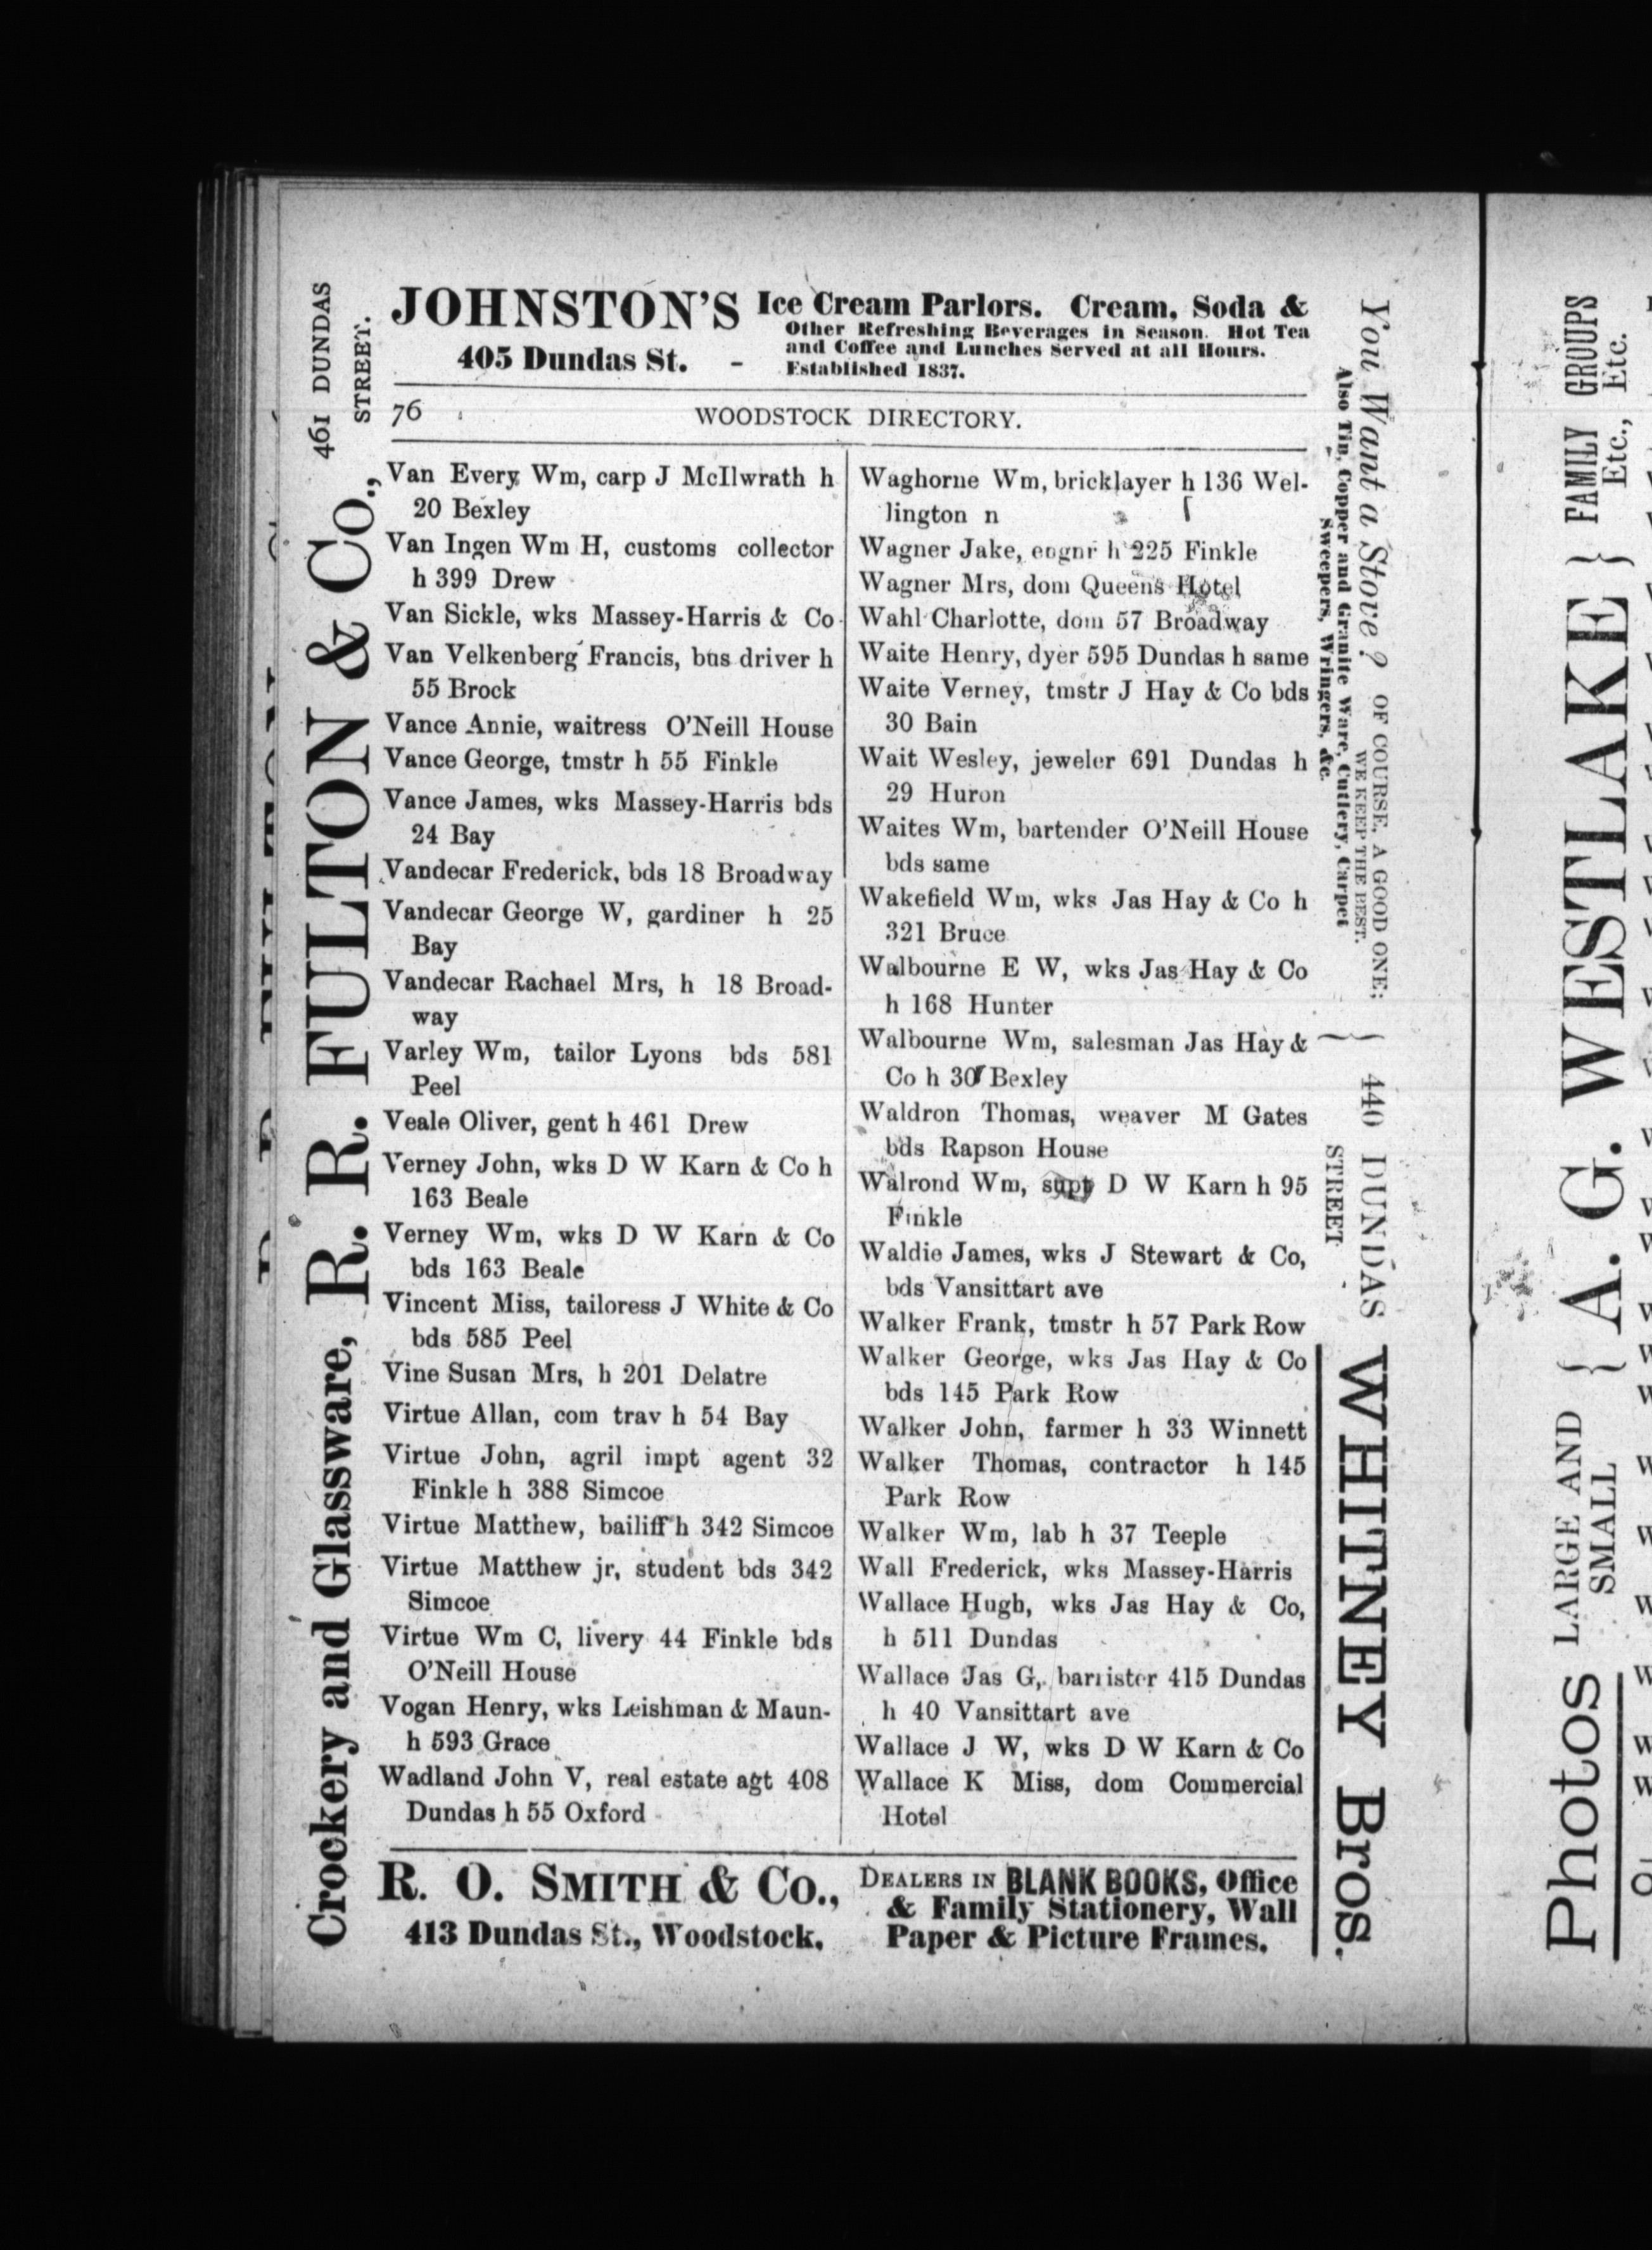 JOHNSTON'S Ice Cream Parlors. Cream, Soda &
Other Refreshing Beverages in Season. Hot Tea
and Coffee and Lunches Served at all Hours.
405 Dundas St. - Established 1837.
76 WOODSTOCK DIRECTORY.
Van Every Wm, carp J McIlwrath h
20 Bexley
Van Ingen Wm H, customs collector
h 399 Drew
Van Sickle, wks Massey-Harris & Co
Van Velkenberg Francis, bus driver h
55 Brock
Vance Annie, waitress O'Neill House
Vance George, tmstr h 55 Finkle
Vance James, wks Massey-Harris bds
24 Bay
Vandecar Frederick, bds 18 Broadway
Vandecar George W, gardiner h 25
Bay
Vandecar Rachael Mrs, h 18 Broad-
way
Varley Wm, tailor Lyons bds 581
Peel
Veale Oliver, gent h 461 Drew
Verney John, wks D W Karn & Co h
163 Beale
Verney Wm, wks D W Karn & Co
bds 163 Beale
Vincent Miss, tailoress J White & Co
bds 585 Peel
Vine Susan Mrs, h 201 Delatre
Virtue Allan, com trav h 54 Bay
Virtue John, agril impt agent 32
Finkle h 388 Simcoe
Virtue Matthew, bailiff h 342 Simcoe
Virtue Matthew jr, student bds 342
Simcoe
Virtue Wm C, livery 44 Finkle bds
O'Neill House
Vogan Henry, wks Leishman & Maun-
h 593 Grace
Wadland John V, real estate agt 408
Dundas h 55 Oxford
Waghorne Wm, bricklayer h 136 Wel-
lington n
Wagner Jake, engnr h 225 Finkle
Wagner Mrs, dom Queens Hotel
Wahl Charlotte, dom 57 Broadway
Waite Henry, dyer 595 Dundas h same
Waite Verney, tmstr J Hay & Co bds
30 Bain
Wait Wesley, jeweler 691 Dundas h
29 Huron
Waites Wm, bartender O'Neill House
bds same
Wakefield Wm, wks Jas Hay & Co h
321 Bruce
Walbourne E W, wks Jas Hay & Co
h 168 Hunter
Walbourne Wm, salesman Jas Hay &
Co h 30 Bexley
Waldron Thomas, weaver M Gates
bds Rapson House
Walrond Wm, supt D W Karn h 95
Finkle
Waldie James, wks J Stewart & Co,
bds Vansittart ave
Walker Frank, tmstr h 57 Park Row
Walker George, wks Jas Hay & Co
bds 145 Park Row
Walker John, farmer h 33 Winnett
Walker Thomas, contractor h 145
Park Row
Walker Wm, lab h 37 Teeple
Wall Frederick, wks Massey-Harris
Wallace Hugh, wks Jas Hay & Co,
h 511 Dundas
Wallace Jas G, barrister 415 Dundas
h 40 Vansittart ave
Wallace J W, wks D W Karn & Co
Wallace K Miss, dom Commercial
Hotel
R. O. SMITH & Co.,
413 Dundas St., Woodstock.
DEALERS IN BLANK BOOKS, Office
& Family Stationery, Wall
Paper & Picture Frames.
Crockery and Glassware, R. R. FULTON & Co., 461 DUNDAS
STREET.
You Want a Stove? OF COURSE, A GOOD ONE;
WE KEEP THE BEST.
Also Tin, Copper and Granite Ware, Cutlery, Carpet
Sweepers, Wringers, &c.
440 DUNDAS
STREET
WHITNEY Bros.
Photos LARGE AND
SMALL
A. G. WESTLAKE
FAMILY GROUPS
Etc., Etc.